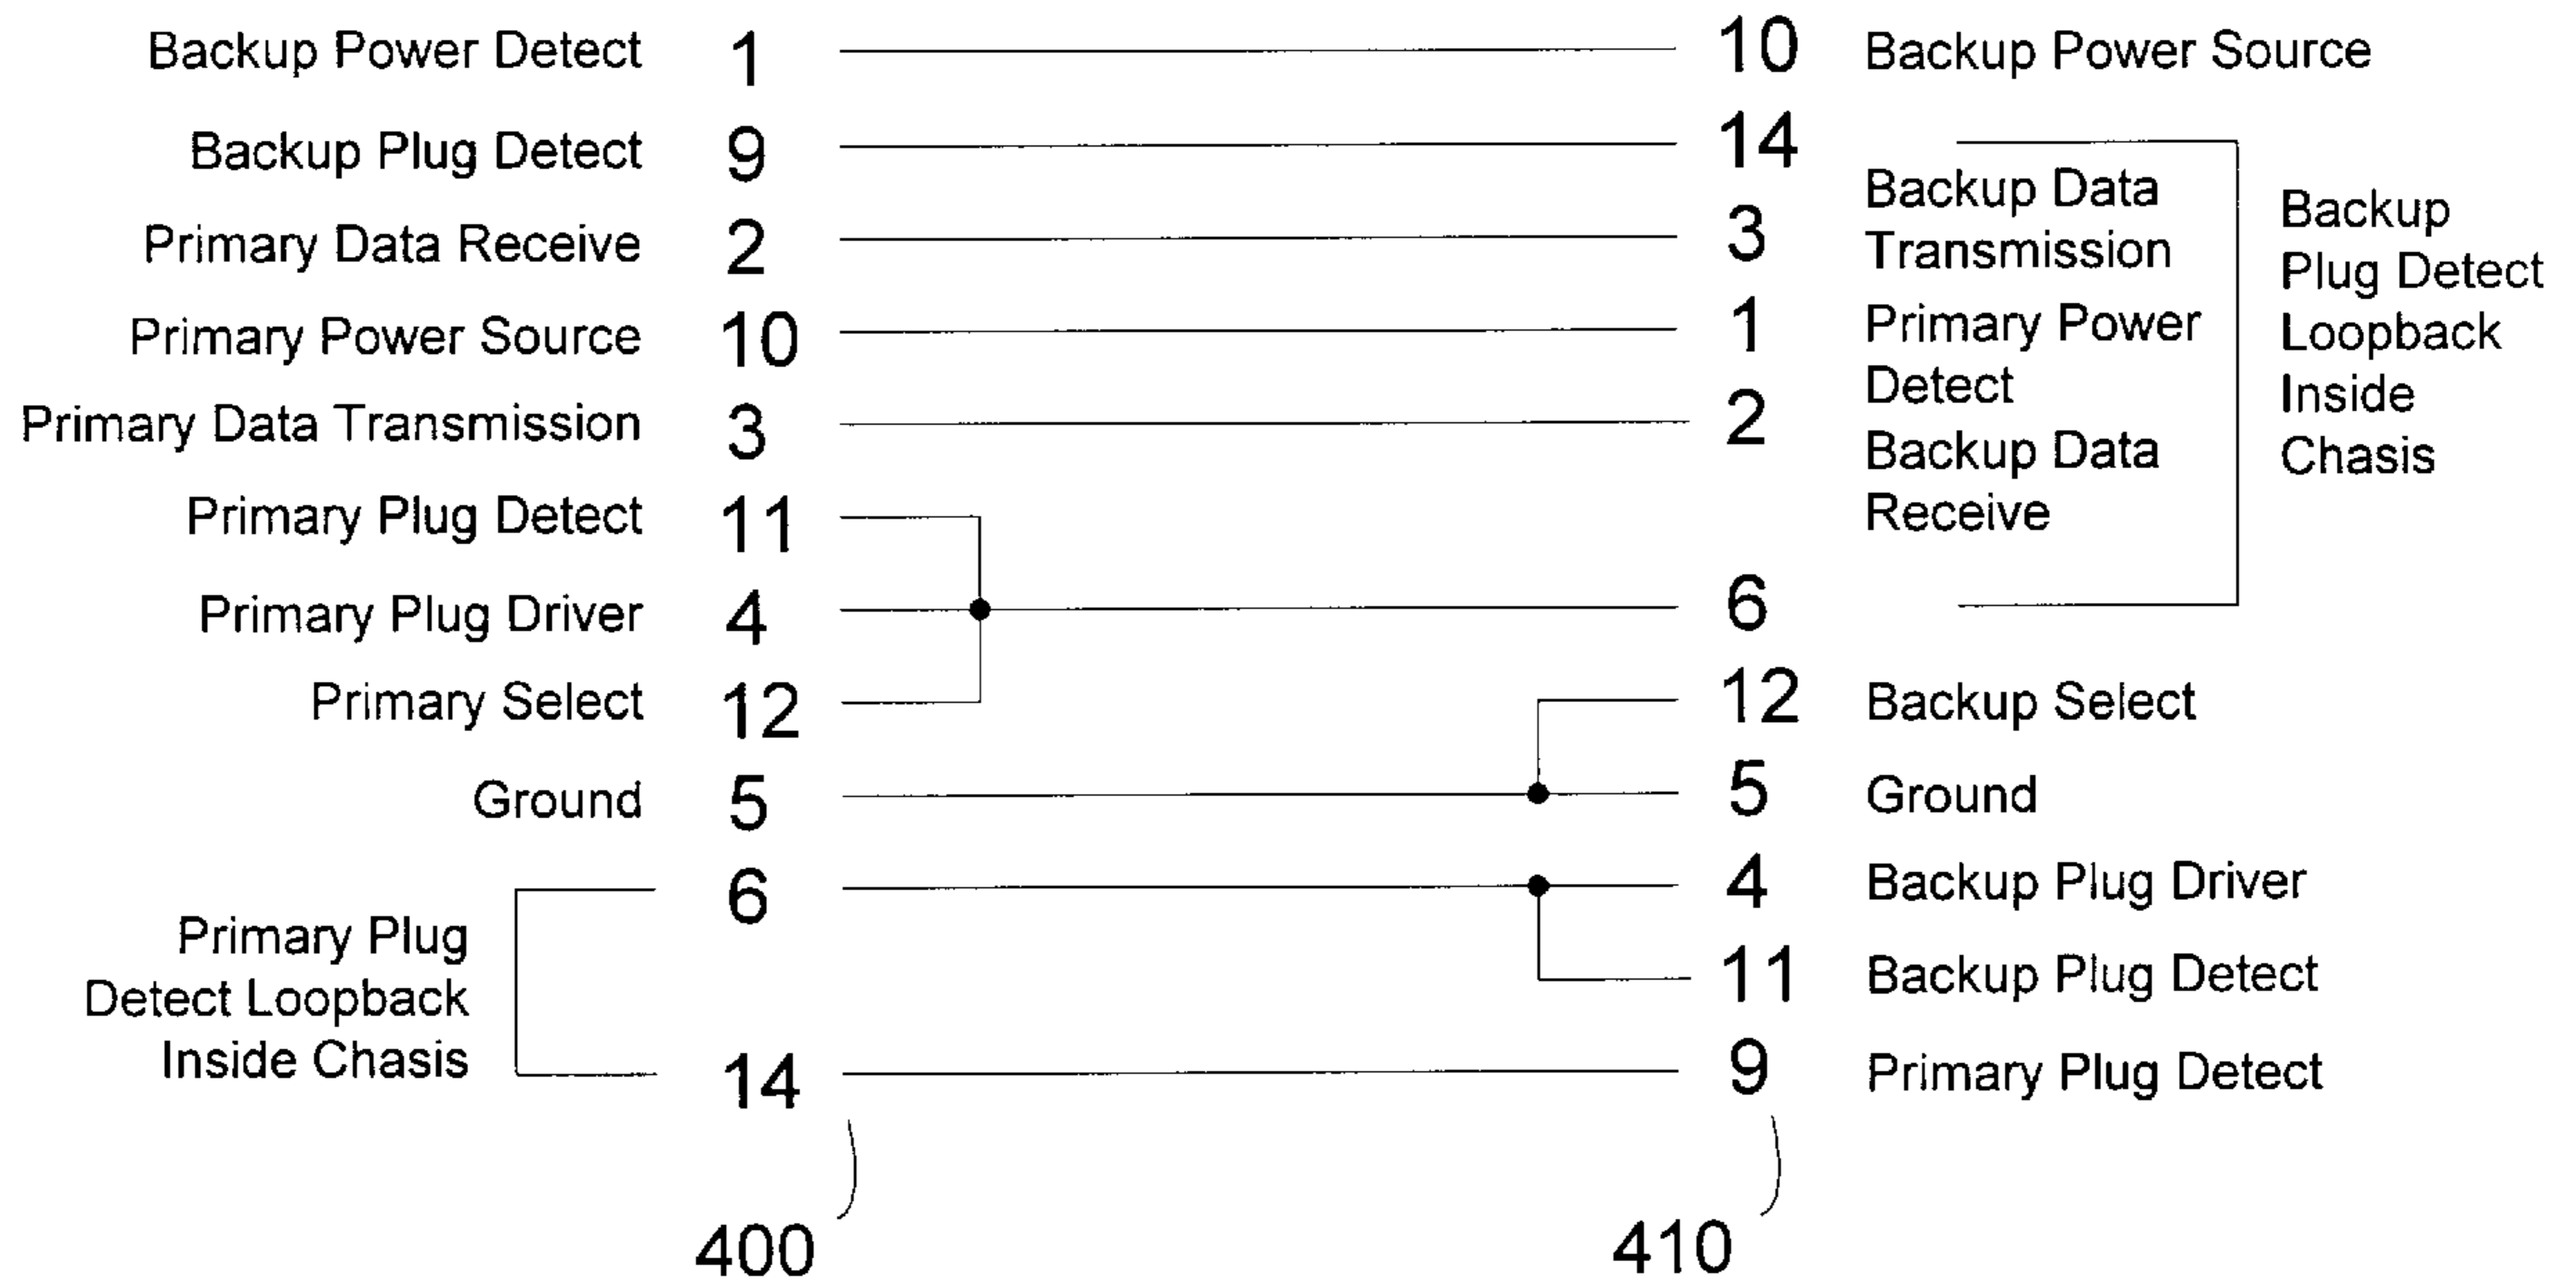 Backup Power Detect 1 10 Backup Power Source
Backup Plug Detect 9 14
Primary Data Receive 2 3 Backup Data
Transmission
Primary Power Source 10 1 Primary Power
Detect
Primary Data Transmission 3 2 Backup Data
Receive
Backup
Plug Detect
Loopback
Inside
Chasis
Primary Plug Detect 11
Primary Plug Driver 4 6
Primary Select 12 12 Backup Select
Ground 5 5 Ground
6 4 Backup Plug Driver
Primary Plug
Detect Loopback
Inside Chasis
11 Backup Plug Detect
14 9 Primary Plug Detect
400 410